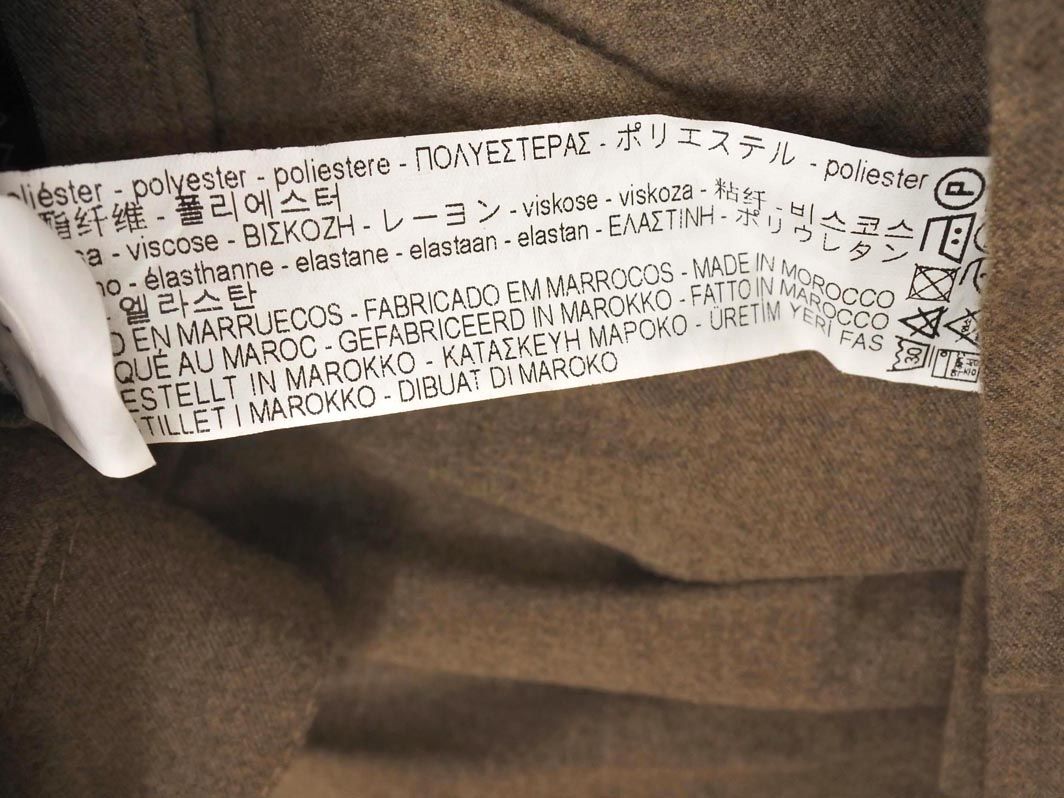 poliéster - polyester - poliestere - ΠΟΛΥΕΣΤΕΡΑΣ - ポリエステル - poliester
酯纤维 - 폴리에스터
- viscose - ΒΙΣΚΟΖΗ - レーヨン - viskose - viskoza - 粘纤 - 비스코스
- élasthanne - elastane - elastaan - elastan - ΕΛΑΣΤΙΝΗ - ポリウレタン
- 엘라스탄
EN MARRUECOS - FABRICADO EM MARROCOS - MADE IN MOROCCO
QUÉ AU MAROC - GEFABRICEERD IN MAROKKO - FATTO IN MAROCCO
ESTELLT IN MAROKKO - ΚΑΤΑΣΚΕΥΗ ΜΑΡΟΚΟ - ÜRETİM YERİ FAS
TILLET I MAROKKO - DIBUAT DI MAROKO
P